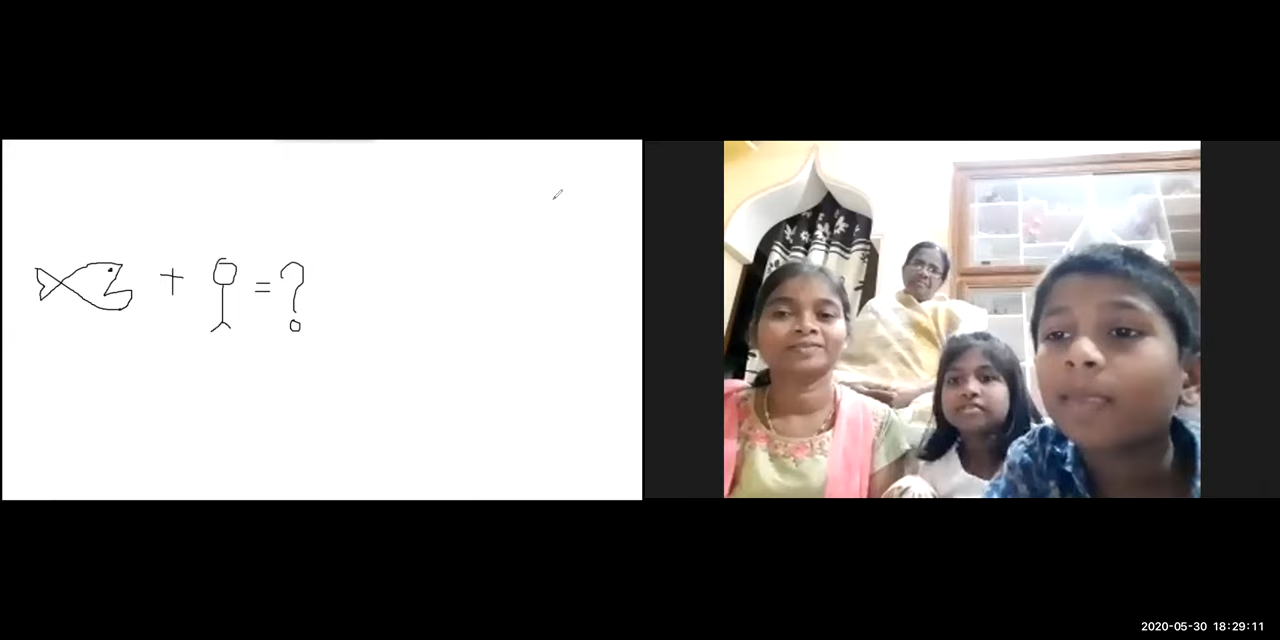 + = ?
2020-05-30 18:29:11